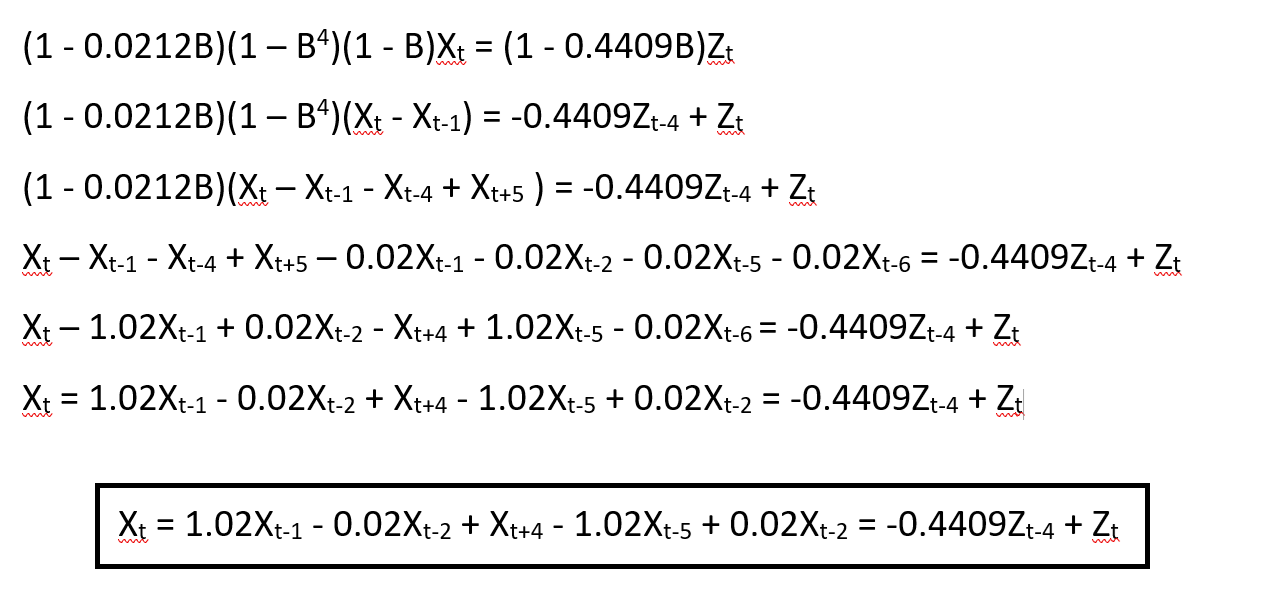 (1 - 0.0212B)(1 – B⁴)(1 - B)Xₜ = (1 - 0.4409B)Zₜ
(1 - 0.0212B)(1 – B⁴)(Xₜ - Xₜ₋₁) = -0.4409Zₜ₋₄ + Zₜ
(1 - 0.0212B)(Xₜ – Xₜ₋₁ - Xₜ₋₄ + Xₜ₊₅ ) = -0.4409Zₜ₋₄ + Zₜ
Xₜ – Xₜ₋₁ - Xₜ₋₄ + Xₜ₊₅ – 0.02Xₜ₋₁ - 0.02Xₜ₋₂ - 0.02Xₜ₋₅ - 0.02Xₜ₋₆ = -0.4409Zₜ₋₄ + Zₜ
Xₜ – 1.02Xₜ₋₁ + 0.02Xₜ₋₂ - Xₜ₊₄ + 1.02Xₜ₋₅ - 0.02Xₜ₋₆ = -0.4409Zₜ₋₄ + Zₜ
Xₜ = 1.02Xₜ₋₁ - 0.02Xₜ₋₂ + Xₜ₊₄ - 1.02Xₜ₋₅ + 0.02Xₜ₋₂ = -0.4409Zₜ₋₄ + Zₜ
Xₜ = 1.02Xₜ₋₁ - 0.02Xₜ₋₂ + Xₜ₊₄ - 1.02Xₜ₋₅ + 0.02Xₜ₋₂ = -0.4409Zₜ₋₄ + Zₜ